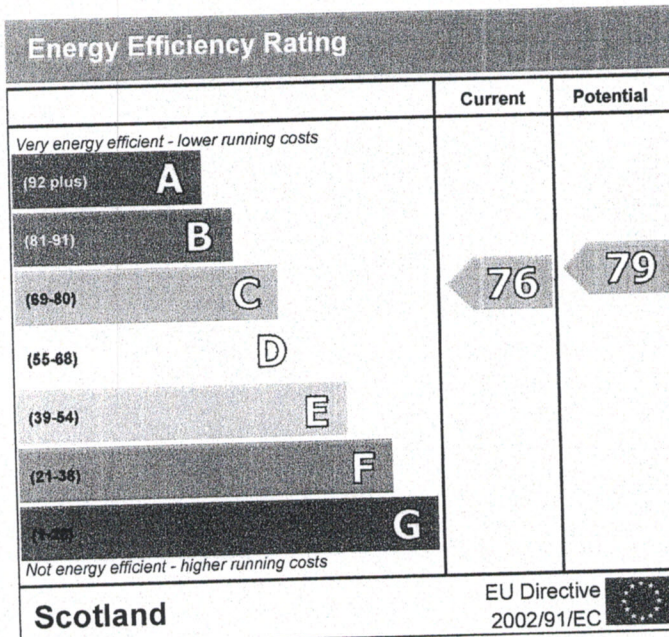 Energy Efficiency Rating
Current Potential
Very energy efficient - lower running costs
(92 plus) A
(81-91) B
(69-80) C 76 79
(55-68) D
(39-54) E
(21-38) F
G
Not energy efficient - higher running costs
Scotland
EU Directive
2002/91/EC